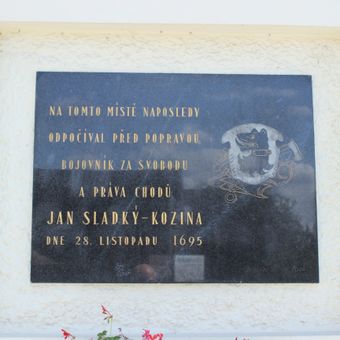 NA TOMTO MÍSTĚ NAPOSLEDY
ODPOČÍVAL PŘED POPRAVOU
BOJOVNÍK ZA SVOBODU
A PRÁVA CHODŮ
JAN SLADKÝ-KOZINA
DNE 28. LISTOPADU 1695